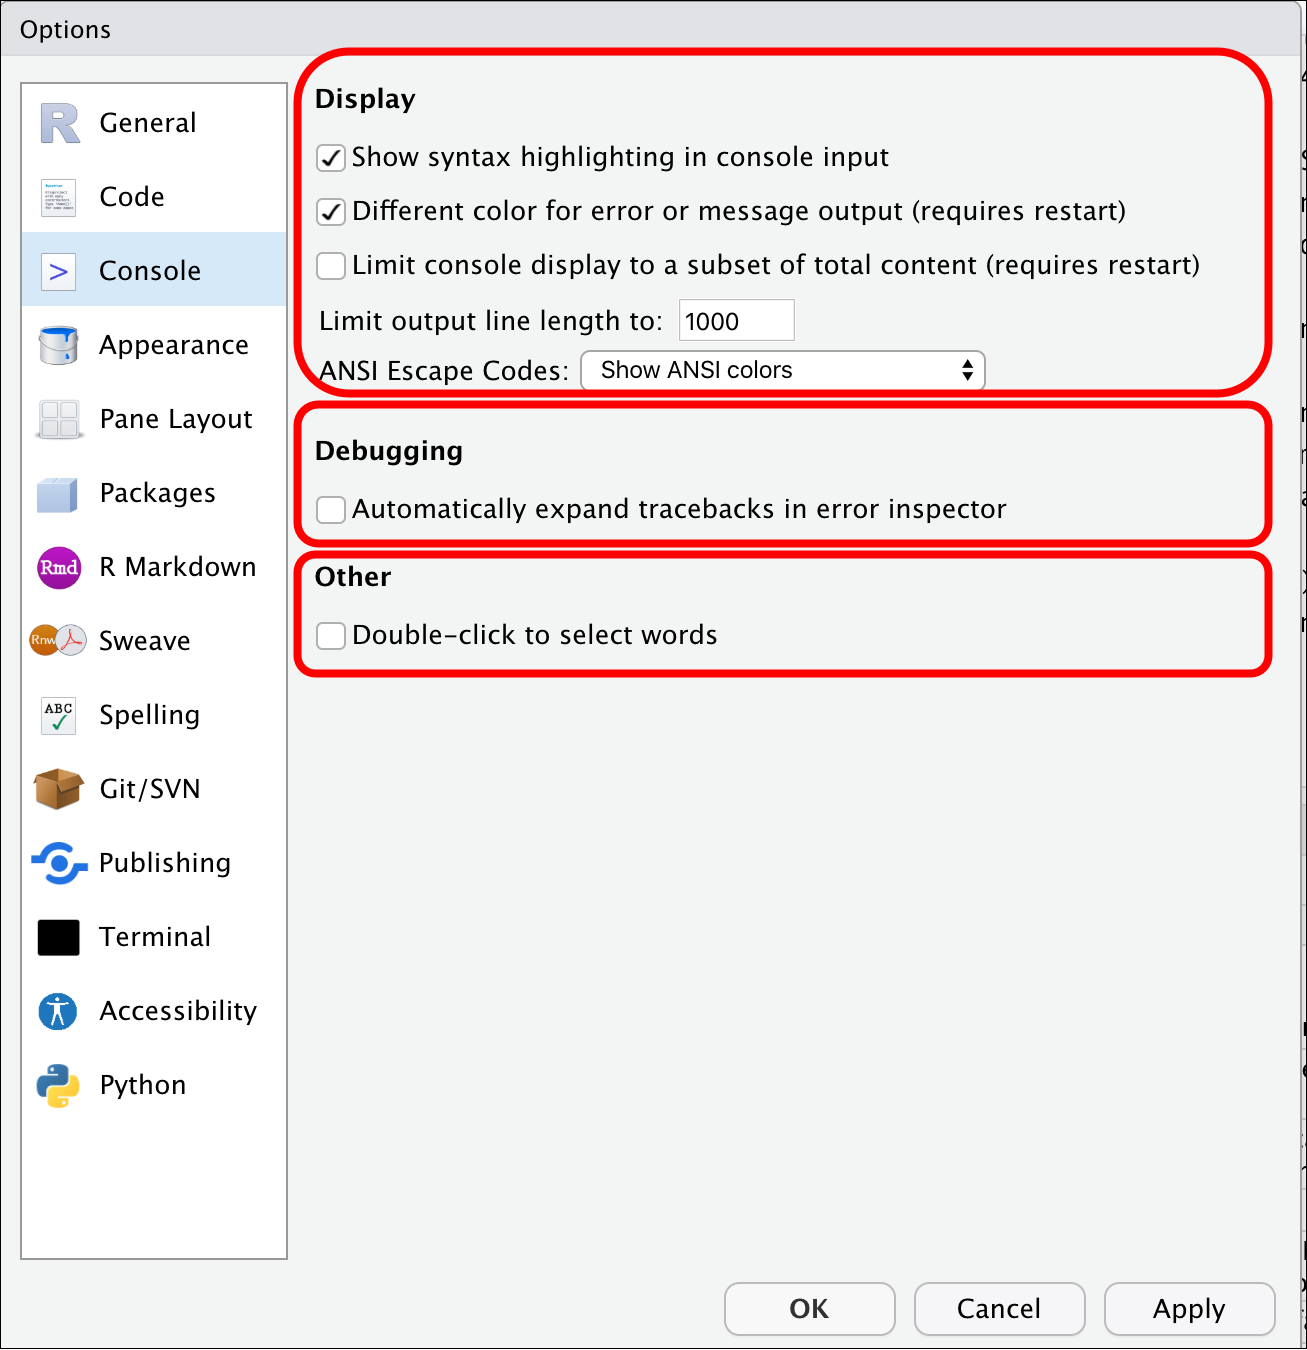 Options
General
Code
Console
Appearance
Pane Layout
Packages
Rmd R Markdown
Rnw Sweave
ABC Spelling
Git/SVN
Publishing
Terminal
Accessibility
Python
Display
Show syntax highlighting in console input
Different color for error or message output (requires restart)
Limit console display to a subset of total content (requires restart)
Limit output line length to: 1000
ANSI Escape Codes: Show ANSI colors
Debugging
Automatically expand tracebacks in error inspector
Other
Double-click to select words
OK Cancel Apply